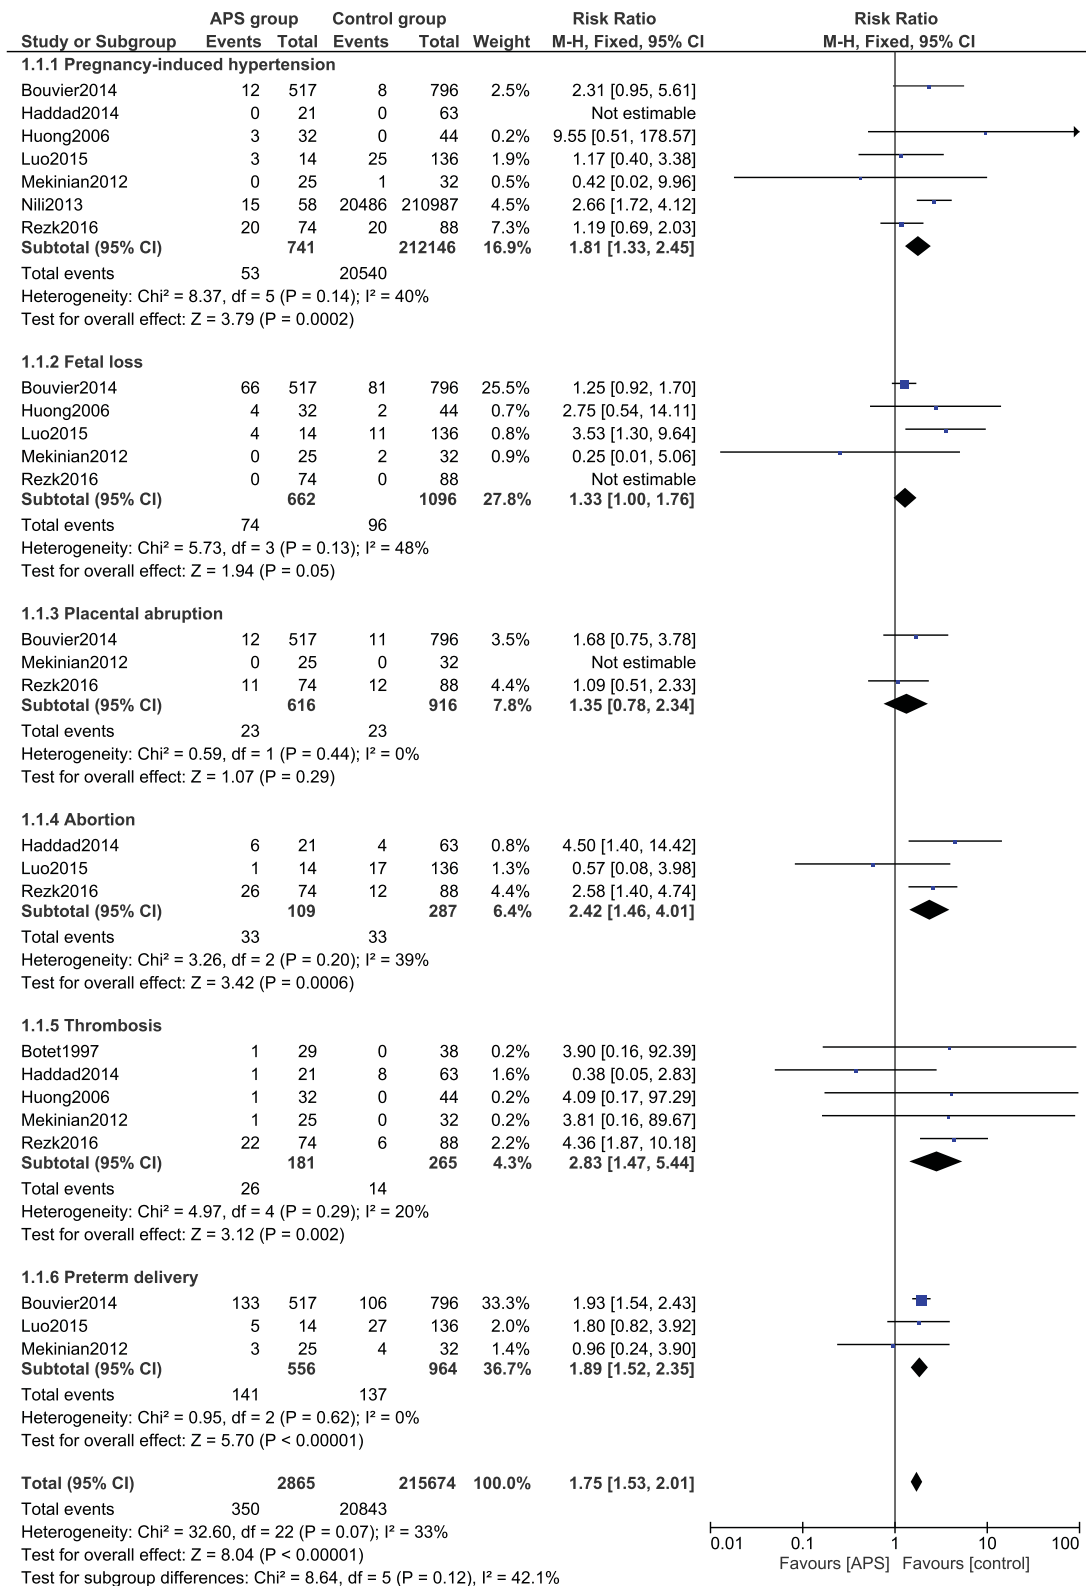 APS group Control group Risk Ratio Risk Ratio
Study or Subgroup Events Total Events Total Weight M-H, Fixed, 95% CI M-H, Fixed, 95% CI
1.1.1 Pregnancy-induced hypertension
Bouvier2014 12 517 8 796 2.5% 2.31 [0.95, 5.61]
Haddad2014 0 21 0 63 Not estimable
Huong2006 3 32 0 44 0.2% 9.55 [0.51, 178.57]
Luo2015 3 14 25 136 1.9% 1.17 [0.40, 3.38]
Mekinian2012 0 25 1 32 0.5% 0.42 [0.02, 9.96]
Nili2013 15 58 20486 210987 4.5% 2.66 [1.72, 4.12]
Rezk2016 20 74 20 88 7.3% 1.19 [0.69, 2.03]
Subtotal (95% CI) 741 212146 16.9% 1.81 [1.33, 2.45]
Total events 53 20540
Heterogeneity: Chi² = 8.37, df = 5 (P = 0.14); I² = 40%
Test for overall effect: Z = 3.79 (P = 0.0002)
1.1.2 Fetal loss
Bouvier2014 66 517 81 796 25.5% 1.25 [0.92, 1.70]
Huong2006 4 32 2 44 0.7% 2.75 [0.54, 14.11]
Luo2015 4 14 11 136 0.8% 3.53 [1.30, 9.64]
Mekinian2012 0 25 2 32 0.9% 0.25 [0.01, 5.06]
Rezk2016 0 74 0 88 Not estimable
Subtotal (95% CI) 662 1096 27.8% 1.33 [1.00, 1.76]
Total events 74 96
Heterogeneity: Chi² = 5.73, df = 3 (P = 0.13); I² = 48%
Test for overall effect: Z = 1.94 (P = 0.05)
1.1.3 Placental abruption
Bouvier2014 12 517 11 796 3.5% 1.68 [0.75, 3.78]
Mekinian2012 0 25 0 32 Not estimable
Rezk2016 11 74 12 88 4.4% 1.09 [0.51, 2.33]
Subtotal (95% CI) 616 916 7.8% 1.35 [0.78, 2.34]
Total events 23 23
Heterogeneity: Chi² = 0.59, df = 1 (P = 0.44); I² = 0%
Test for overall effect: Z = 1.07 (P = 0.29)
1.1.4 Abortion
Haddad2014 6 21 4 63 0.8% 4.50 [1.40, 14.42]
Luo2015 1 14 17 136 1.3% 0.57 [0.08, 3.98]
Rezk2016 26 74 12 88 4.4% 2.58 [1.40, 4.74]
Subtotal (95% CI) 109 287 6.4% 2.42 [1.46, 4.01]
Total events 33 33
Heterogeneity: Chi² = 3.26, df = 2 (P = 0.20); I² = 39%
Test for overall effect: Z = 3.42 (P = 0.0006)
1.1.5 Thrombosis
Botet1997 1 29 0 38 0.2% 3.90 [0.16, 92.39]
Haddad2014 1 21 8 63 1.6% 0.38 [0.05, 2.83]
Huong2006 1 32 0 44 0.2% 4.09 [0.17, 97.29]
Mekinian2012 1 25 0 32 0.2% 3.81 [0.16, 89.67]
Rezk2016 22 74 6 88 2.2% 4.36 [1.87, 10.18]
Subtotal (95% CI) 181 265 4.3% 2.83 [1.47, 5.44]
Total events 26 14
Heterogeneity: Chi² = 4.97, df = 4 (P = 0.29); I² = 20%
Test for overall effect: Z = 3.12 (P = 0.002)
1.1.6 Preterm delivery
Bouvier2014 133 517 106 796 33.3% 1.93 [1.54, 2.43]
Luo2015 5 14 27 136 2.0% 1.80 [0.82, 3.92]
Mekinian2012 3 25 4 32 1.4% 0.96 [0.24, 3.90]
Subtotal (95% CI) 556 964 36.7% 1.89 [1.52, 2.35]
Total events 141 137
Heterogeneity: Chi² = 0.95, df = 2 (P = 0.62); I² = 0%
Test for overall effect: Z = 5.70 (P < 0.00001)
Total (95% CI) 2865 215674 100.0% 1.75 [1.53, 2.01]
Total events 350 20843
Heterogeneity: Chi² = 32.60, df = 22 (P = 0.07); I² = 33%
Test for overall effect: Z = 8.04 (P < 0.00001)
Test for subgroup differences: Chi² = 8.64, df = 5 (P = 0.12), I² = 42.1%
0.01 0.1 1 10 100
Favours [APS] Favours [control]